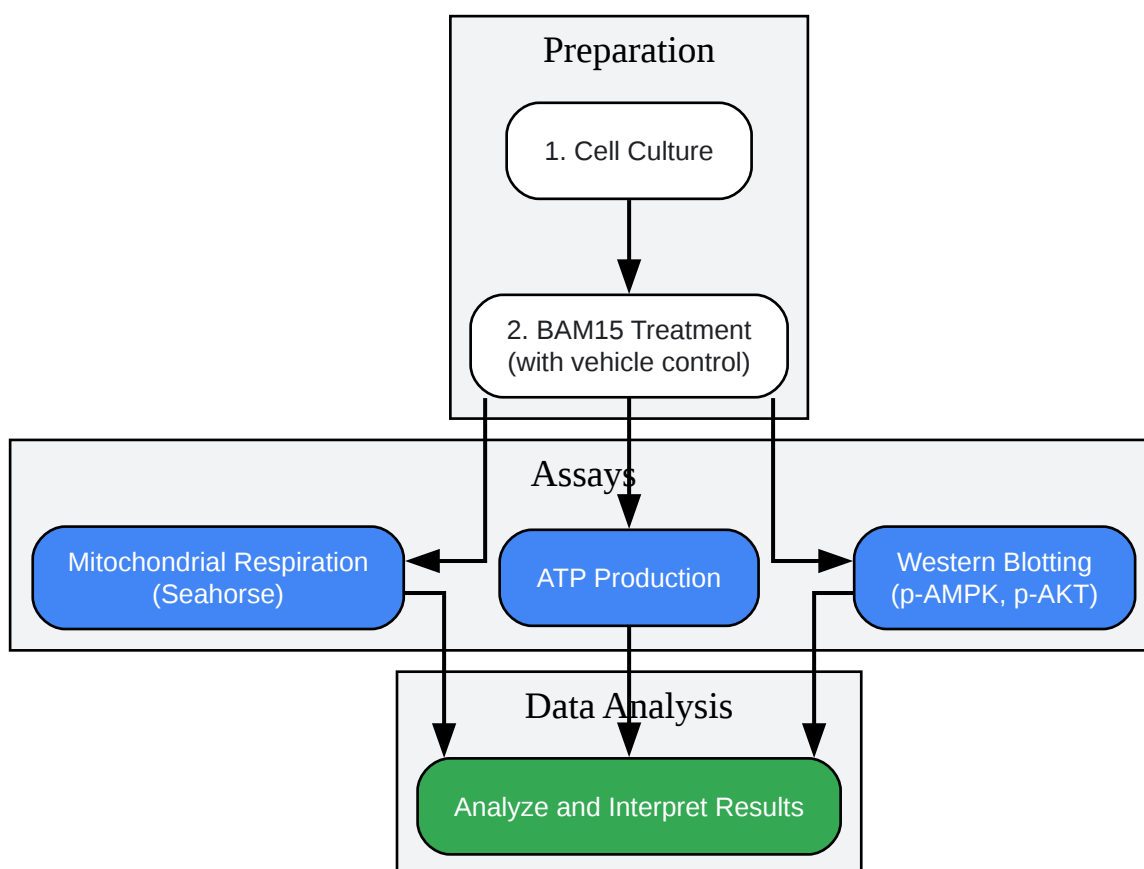 Preparation
1. Cell Culture
2. BAM15 Treatment
(with vehicle control)
Assays
Mitochondrial Respiration
(Seahorse)
ATP Production
Western Blotting
(p-AMPK, p-AKT)
Data Analysis
Analyze and Interpret Results